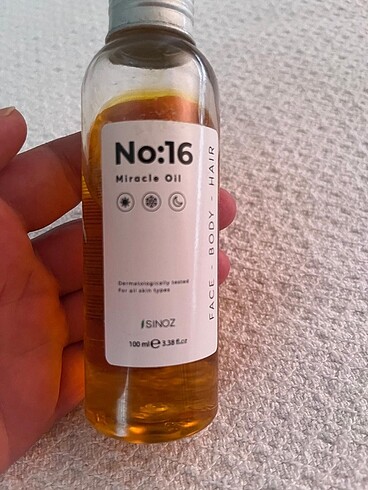 No:16
Miracle Oil
Dermatologically tested
For all skin types
SINOZ
100 ml e 3.38 fl.oz
FACE - BODY - HAIR